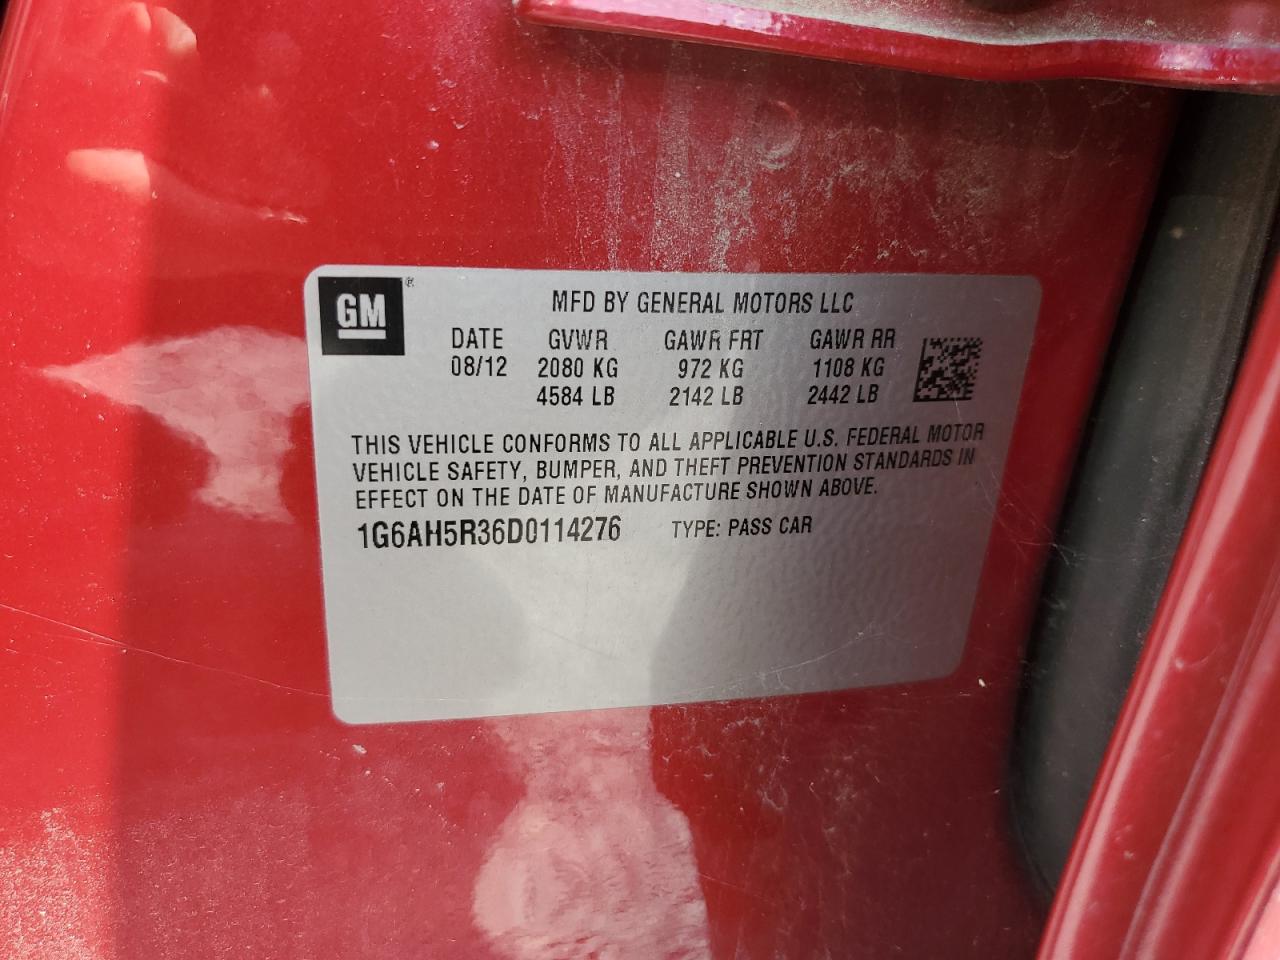 GM ®
MFD BY GENERAL MOTORS LLC
DATE GVWR GAWR FRT GAWR RR
08/12 2080 KG 972 KG 1108 KG
4584 LB 2142 LB 2442 LB
THIS VEHICLE CONFORMS TO ALL APPLICABLE U.S. FEDERAL MOTOR
VEHICLE SAFETY, BUMPER, AND THEFT PREVENTION STANDARDS IN
EFFECT ON THE DATE OF MANUFACTURE SHOWN ABOVE.
1G6AH5R36D0114276 TYPE: PASS CAR